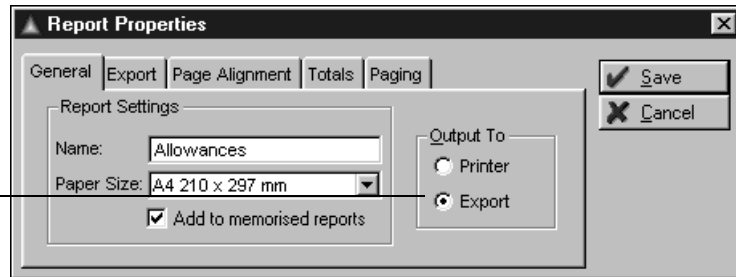 Report Properties
General Export Page Alignment Totals Paging
Report Settings
Name: Allowances
Paper Size: A4 210 x 297 mm
Add to memorised reports
Output To
Printer
Export
Save
Cancel